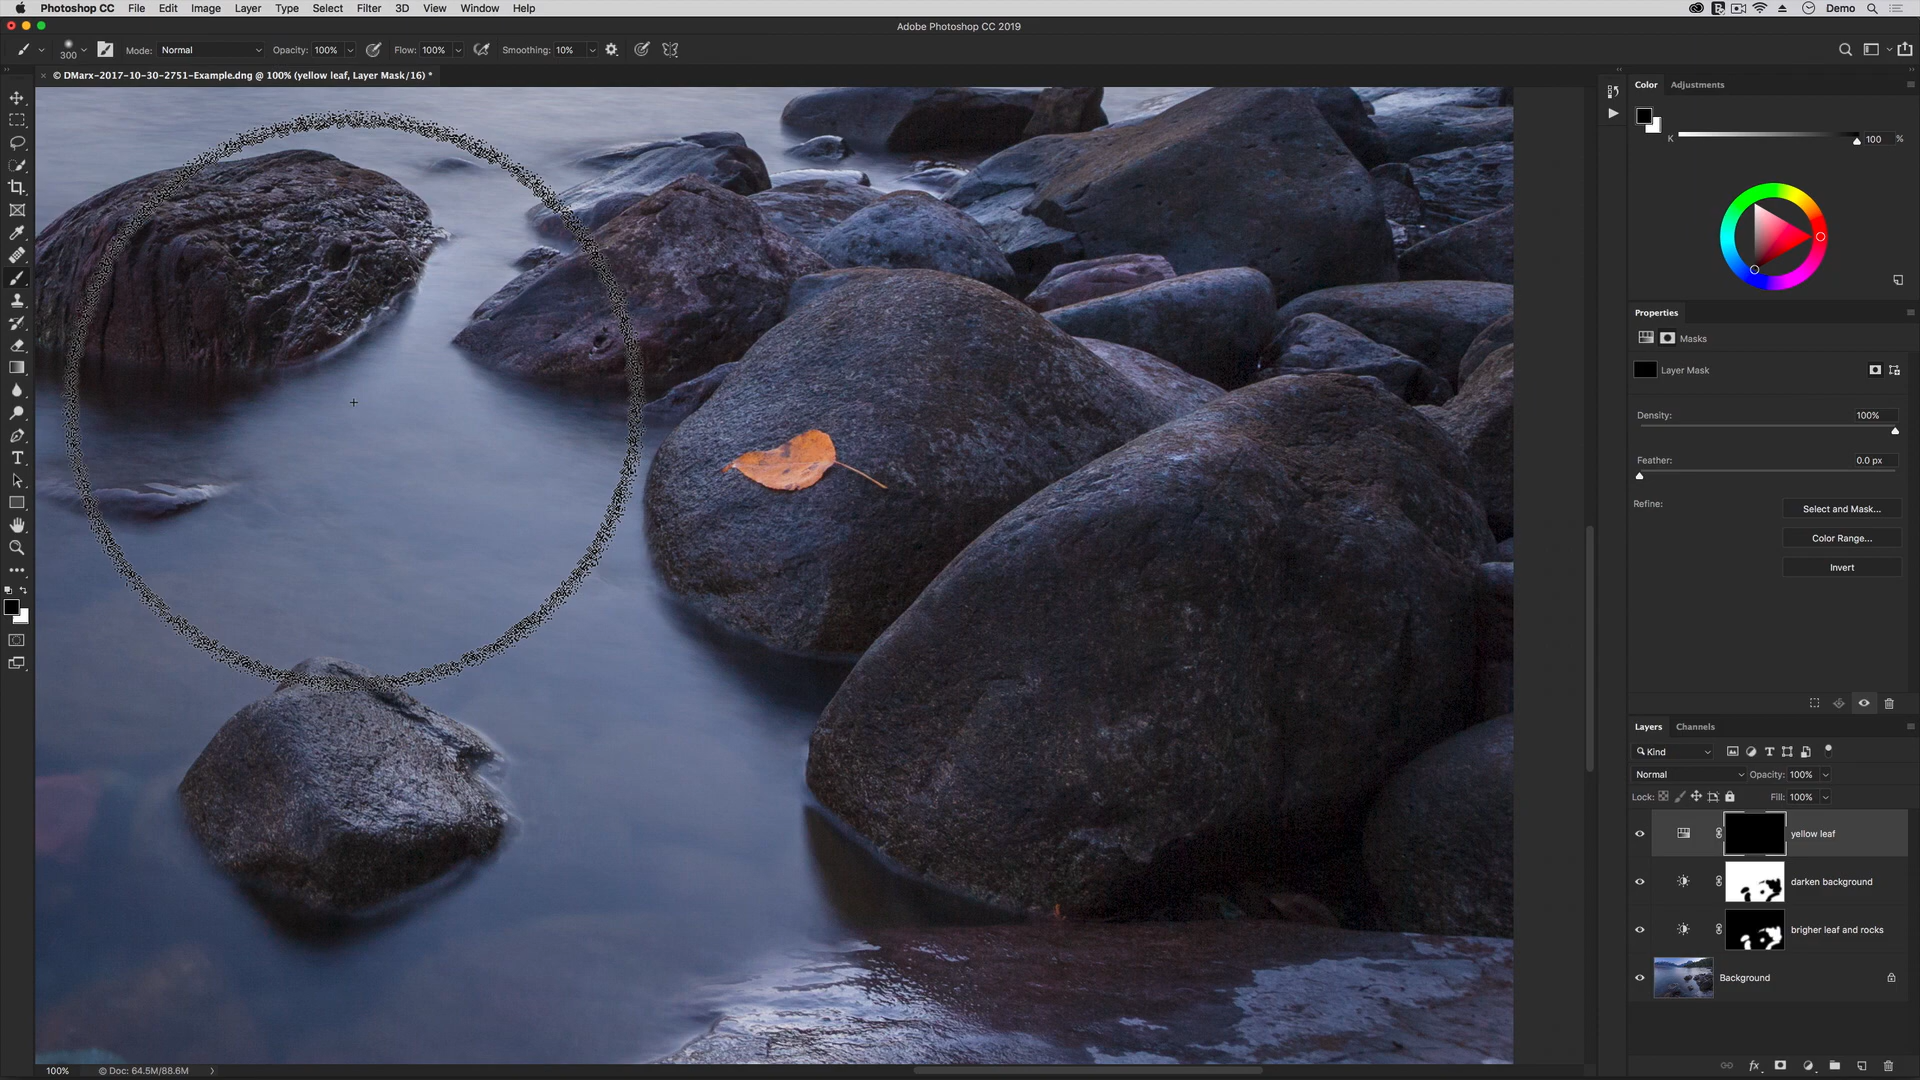 Photoshop CC File Edit Image Layer Type Select Filter 3D View Window Help Demo
Adobe Photoshop CC 2019
300 Mode: Normal Opacity: 100% Flow: 100% Smoothing: 10%
© DMarx-2017-10-30-2751-Example.dng @ 100% (yellow leaf, Layer Mask/16) *
Color Adjustments
K 100 %
Properties
Masks
Layer Mask
Density: 100%
Feather: 0.0 px
Refine: Select and Mask...
Color Range...
Invert
Layers Channels
Kind
Normal Opacity: 100%
Lock: Fill: 100%
yellow leaf
darken background
brigher leaf and rocks
Background
fx
100% © Doc: 64.5M/88.6M